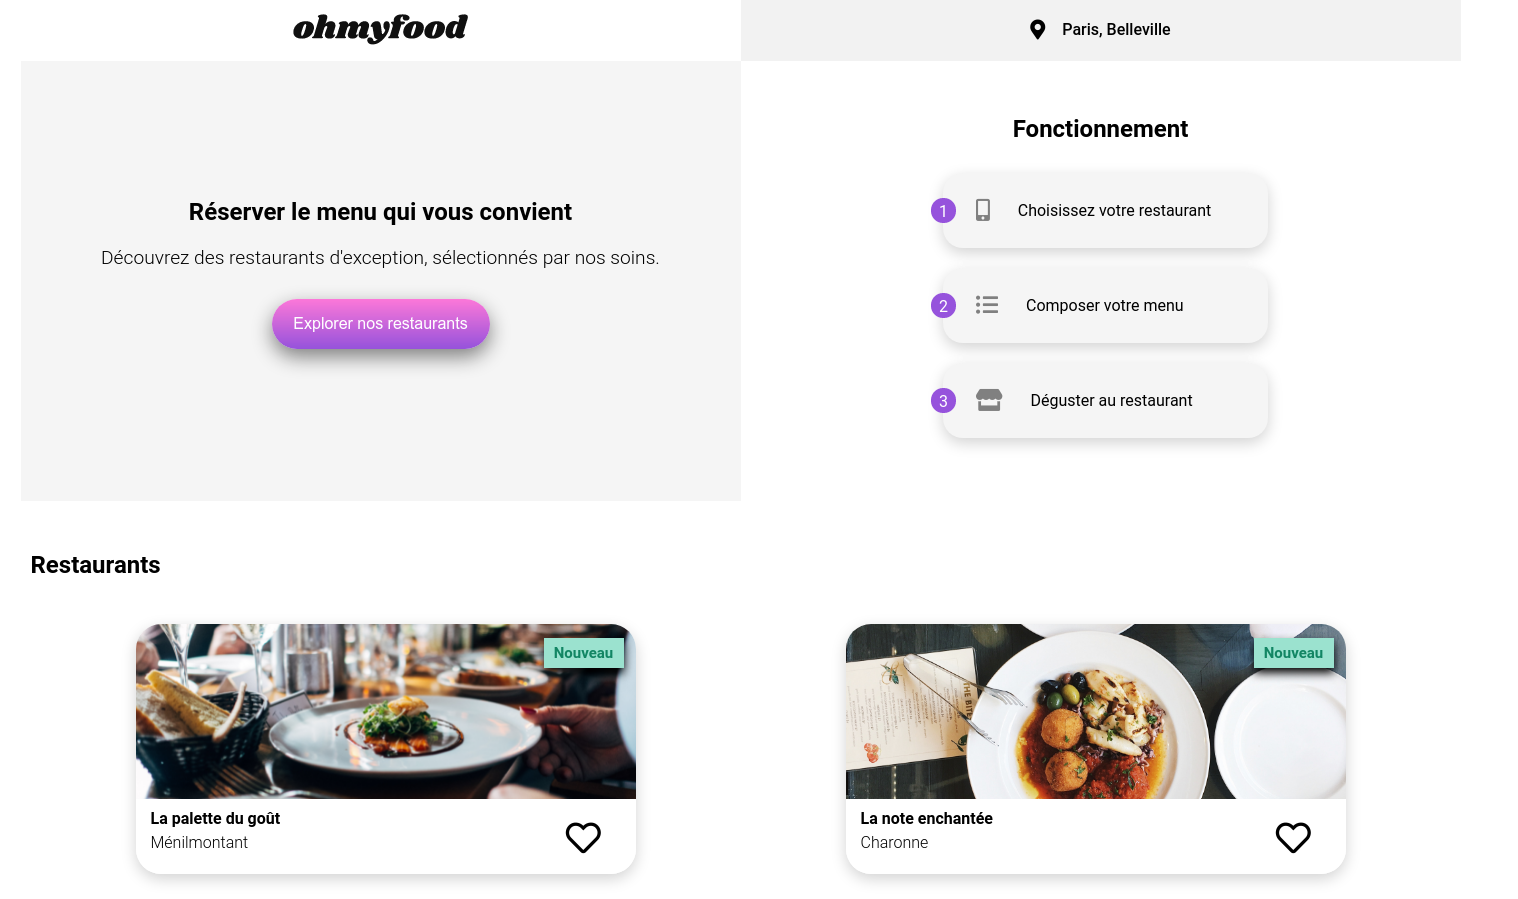 ohmyfood
Paris, Belleville
Réserver le menu qui vous convient
Découvrez des restaurants d'exception, sélectionnés par nos soins.
Explorer nos restaurants
Fonctionnement
1 Choisissez votre restaurant
2 Composer votre menu
3 Déguster au restaurant
Restaurants
Nouveau
La palette du goût
Ménilmontant
Nouveau
THE BITE
La note enchantée
Charonne